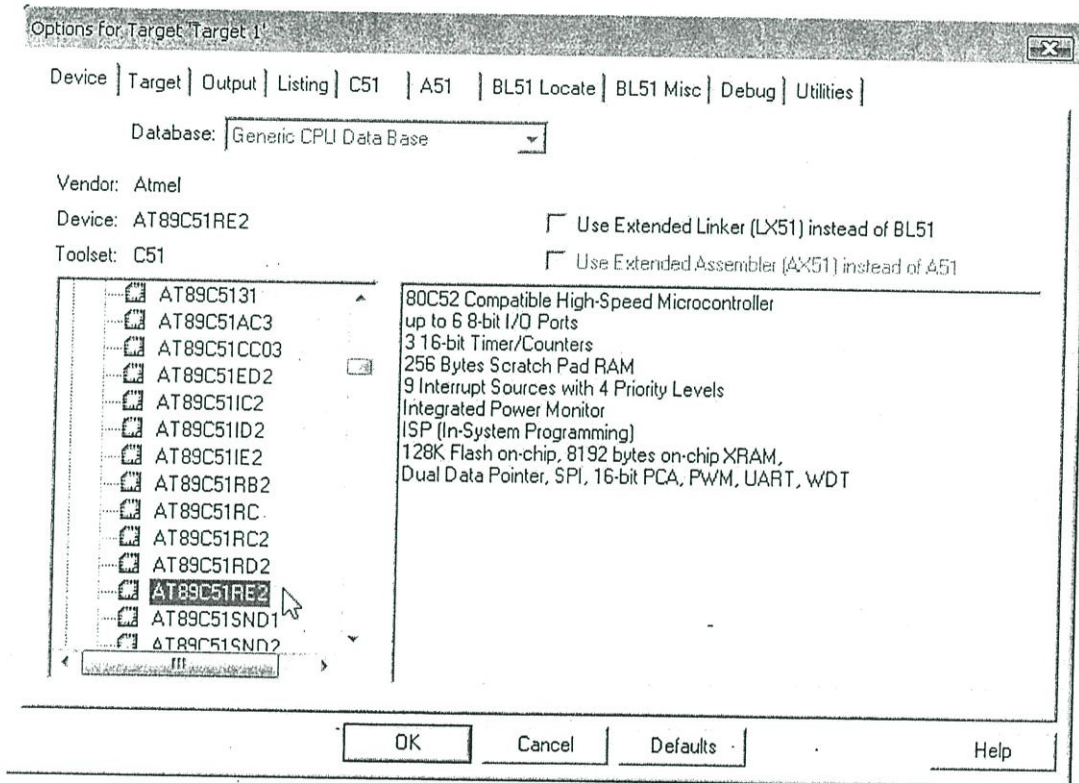 Options for Target 'Target 1'
Device Target Output Listing C51 A51 BL51 Locate BL51 Misc Debug Utilities
Database: Generic CPU Data Base
Vendor: Atmel
Device: AT89C51RE2
Toolset: C51
Use Extended Linker (LX51) instead of BL51
Use Extended Assembler (AX51) instead of A51
AT89C5131
AT89C51AC3
AT89C51CC03
AT89C51ED2
AT89C51IC2
AT89C51ID2
AT89C51IE2
AT89C51RB2
AT89C51RC
AT89C51RC2
AT89C51RD2
AT89C51RE2
AT89C51SND1
AT89C51SND2
80C52 Compatible High-Speed Microcontroller
up to 6 8-bit I/O Ports
3 16-bit Timer/Counters
256 Bytes Scratch Pad RAM
9 Interrupt Sources with 4 Priority Levels
Integrated Power Monitor
ISP (In-System Programming)
128K Flash on-chip, 8192 bytes on-chip XRAM,
Dual Data Pointer, SPI, 16-bit PCA, PWM, UART, WDT
OK Cancel Defaults Help